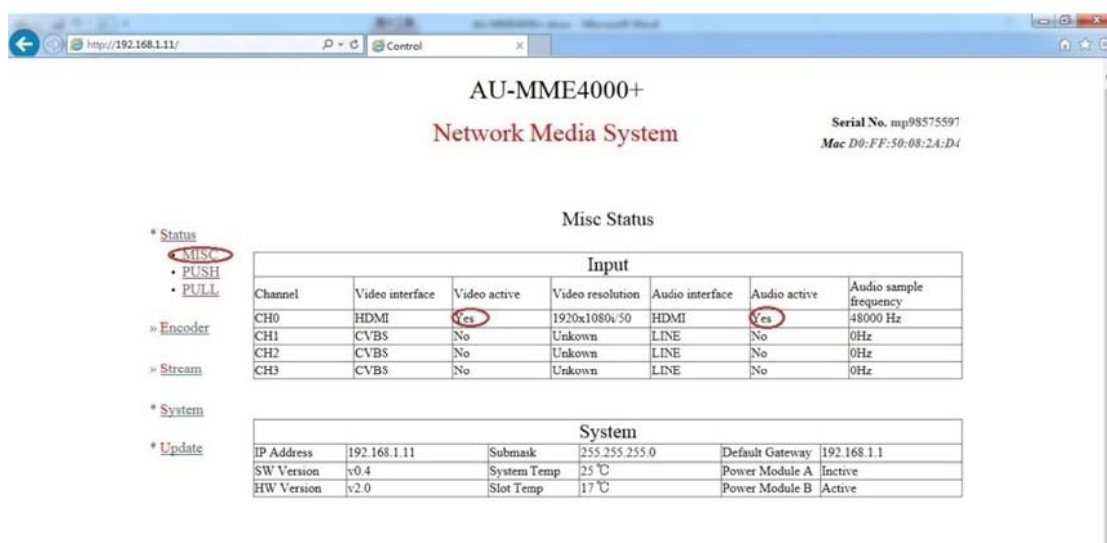 http://192.168.1.11/
Control
AU-MME4000+
Network Media System
Serial No. mp98575597
Mac D0:FF:50:08:2A:D4
Misc Status
* Status
• MISC
• PUSH
• PULL
» Encoder
» Stream
* System
* Update
Input
Channel Video interface Video active Video resolution Audio interface Audio active Audio sample frequency
CH0 HDMI Yes 1920x1080i/50 HDMI Yes 48000 Hz
CH1 CVBS No Unkown LINE No 0Hz
CH2 CVBS No Unkown LINE No 0Hz
CH3 CVBS No Unkown LINE No 0Hz
System
IP Address 192.168.1.11 Submask 255.255.255.0 Default Gateway 192.168.1.1
SW Version v0.4 System Temp 25℃ Power Module A Inctive
HW Version v2.0 Slot Temp 17℃ Power Module B Active